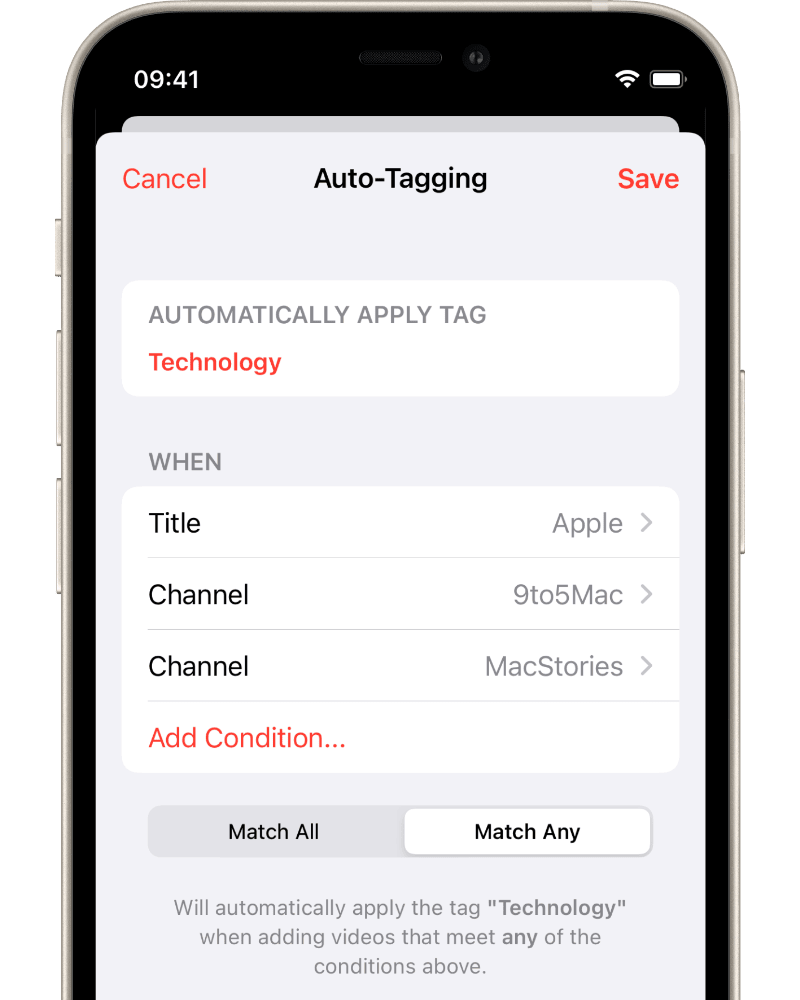 09:41
Cancel Auto-Tagging Save
AUTOMATICALLY APPLY TAG
Technology
WHEN
Title Apple
Channel 9to5Mac
Channel MacStories
Add Condition...
Match All Match Any
Will automatically apply the tag "Technology"
when adding videos that meet any of the
conditions above.